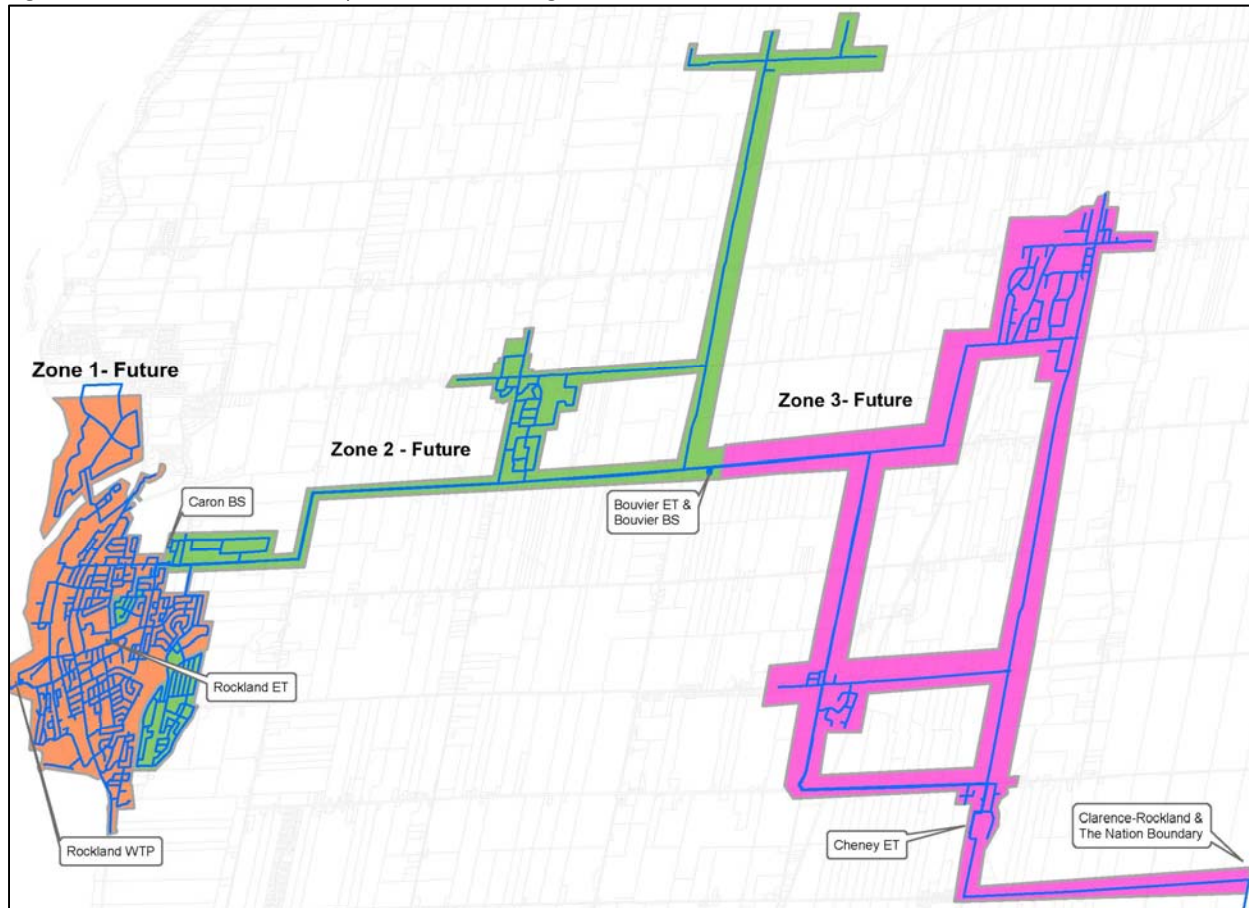 Zone 1- Future
Zone 2 - Future
Zone 3- Future
Caron BS
Bouvier ET &
Bouvier BS
Rockland ET
Rockland WTP
Cheney ET
Clarence-Rockland &
The Nation Boundary